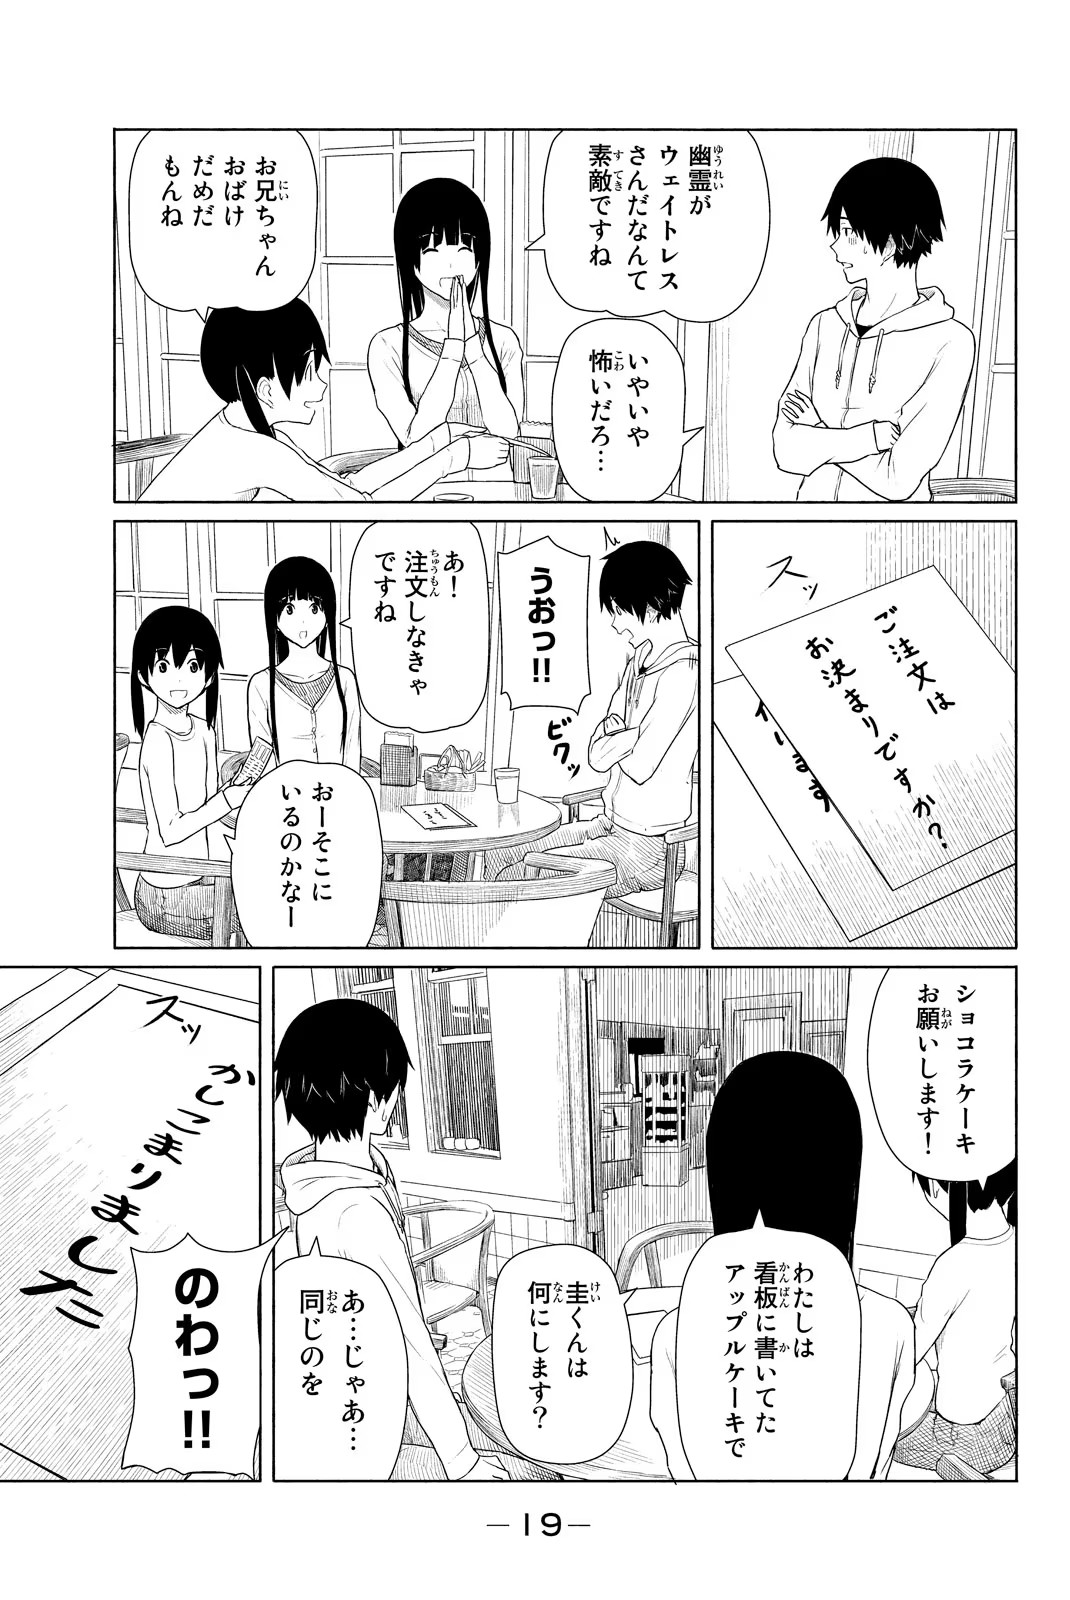 幽霊が
ウェイトレス
さんだなんて
素敵ですね
いやいや
怖いだろ…
お兄ちゃん
おばけ
だめだ
もんね
スッ
ご注文は
お決まりですか？
います
うおっ!!
ビクッ
あ！
注文しなきゃ
ですね
おーそこに
いるのかなー
ショコラケーキ
お願いします！
わたしは
看板に書いてた
アップルケーキで
圭くんは
何にします？
あ…じゃあ…
同じのを
スッ
かしこまりました
のわっ!!
—19—